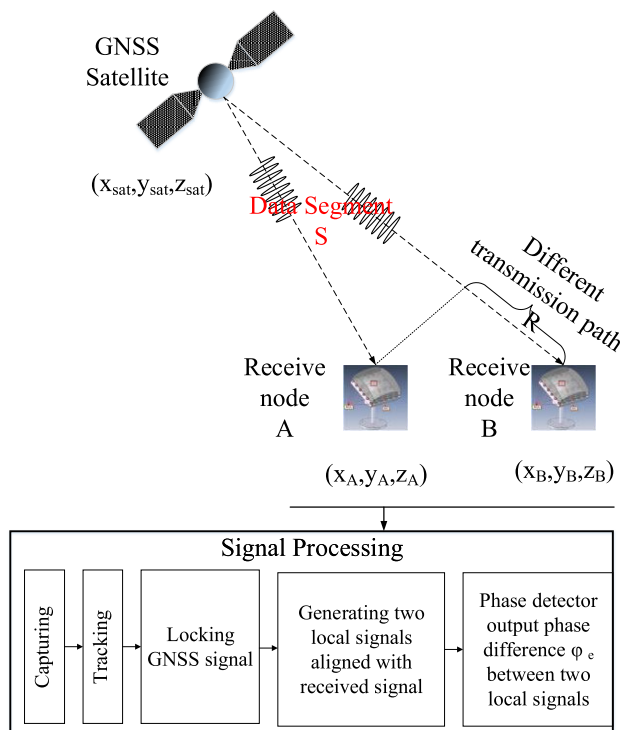 GNSS
Satellite
(xsat,ysat,zsat)
Data Segment
S
Different
transmission path
R
Receive
node
A
Receive
node
B
(xA,yA,zA)
(xB,yB,zB)
Signal Processing
Capturing
Tracking
Locking
GNSS signal
Generating two
local signals
aligned with
received signal
Phase detector
output phase
difference φ e
between two
local signals